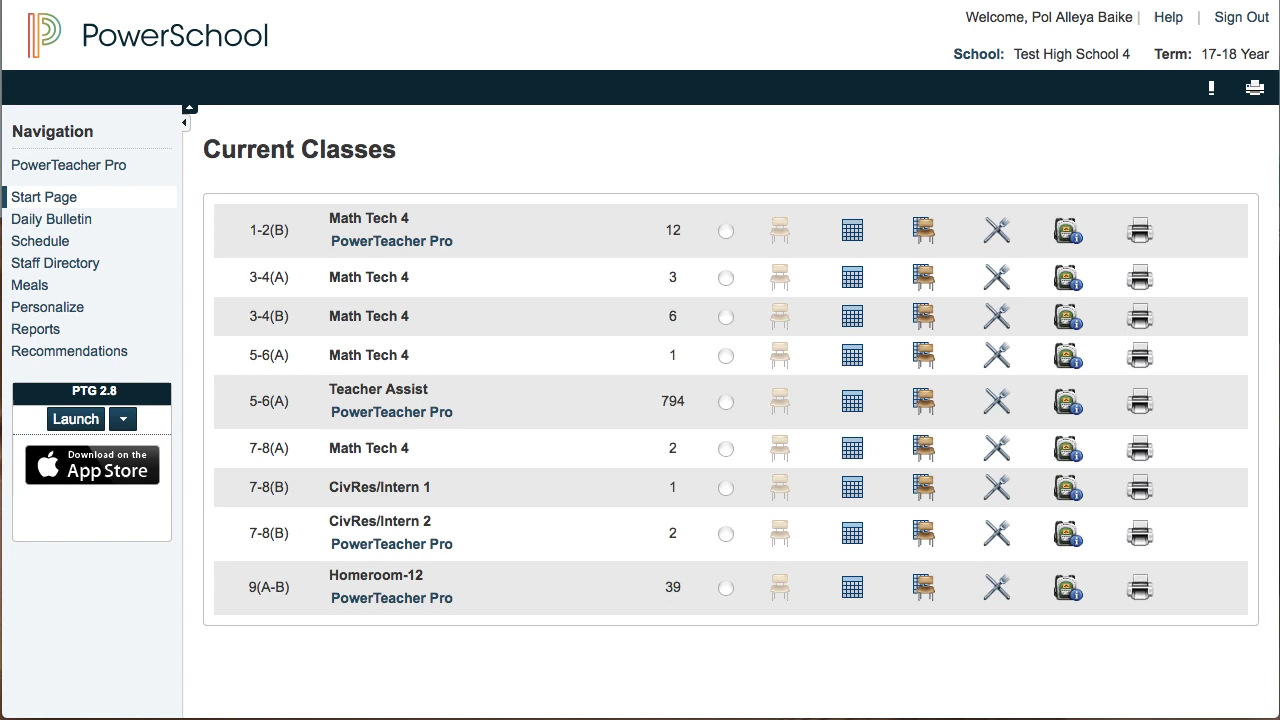 PowerSchool
Welcome, Pol Alleya Baike | Help | Sign Out
School: Test High School 4 Term: 17-18 Year
Navigation
PowerTeacher Pro
Start Page
Daily Bulletin
Schedule
Staff Directory
Meals
Personalize
Reports
Recommendations
PTG 2.8
Launch
Download on the
App Store
Current Classes
1-2(B) Math Tech 4 12
PowerTeacher Pro
3-4(A) Math Tech 4 3
3-4(B) Math Tech 4 6
5-6(A) Math Tech 4 1
5-6(A) Teacher Assist 794
PowerTeacher Pro
7-8(A) Math Tech 4 2
7-8(B) CivRes/Intern 1 1
7-8(B) CivRes/Intern 2 2
PowerTeacher Pro
9(A-B) Homeroom-12 39
PowerTeacher Pro